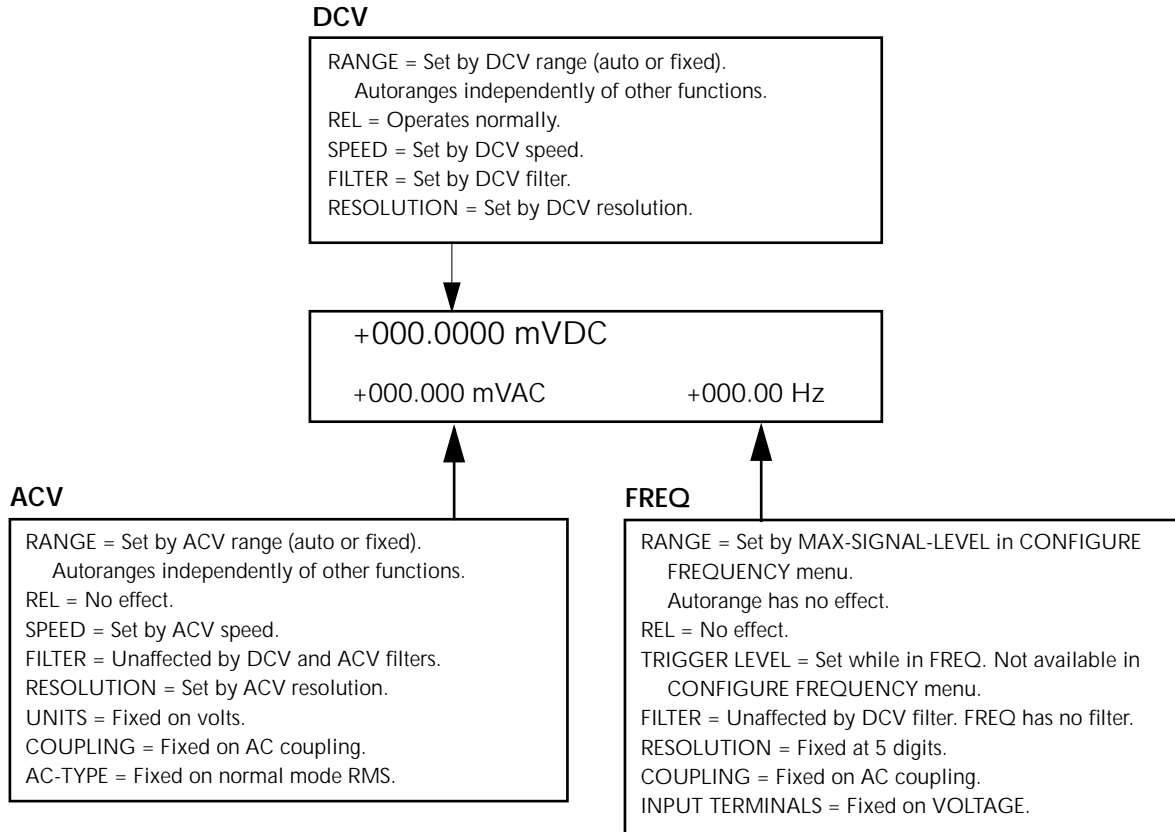 DCV
RANGE = Set by DCV range (auto or fixed).
Autoranges independently of other functions.
REL = Operates normally.
SPEED = Set by DCV speed.
FILTER = Set by DCV filter.
RESOLUTION = Set by DCV resolution.
+000.0000 mVDC
+000.000 mVAC +000.00 Hz
ACV
RANGE = Set by ACV range (auto or fixed).
Autoranges independently of other functions.
REL = No effect.
SPEED = Set by ACV speed.
FILTER = Unaffected by DCV and ACV filters.
RESOLUTION = Set by ACV resolution.
UNITS = Fixed on volts.
COUPLING = Fixed on AC coupling.
AC-TYPE = Fixed on normal mode RMS.
FREQ
RANGE = Set by MAX-SIGNAL-LEVEL in CONFIGURE
FREQUENCY menu.
Autorange has no effect.
REL = No effect.
TRIGGER LEVEL = Set while in FREQ. Not available in
CONFIGURE FREQUENCY menu.
FILTER = Unaffected by DCV filter. FREQ has no filter.
RESOLUTION = Fixed at 5 digits.
COUPLING = Fixed on AC coupling.
INPUT TERMINALS = Fixed on VOLTAGE.